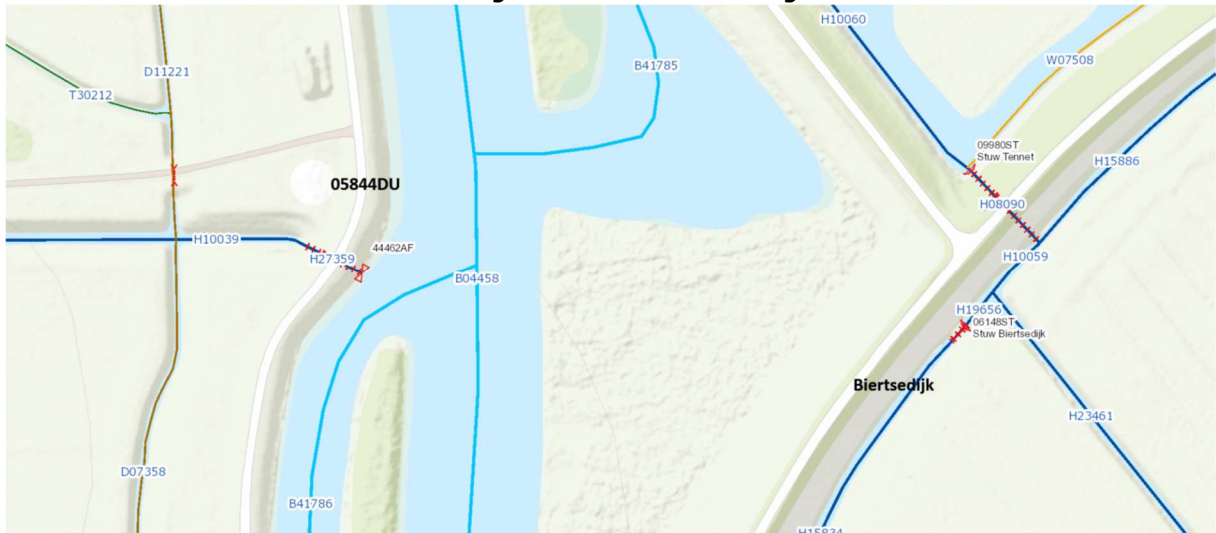 H10060
B41785
W07508
D11221
T30212
09980ST
Stuw Tennet
H15886
05844DU
H08090
H10039
44462AF
H27359
H10059
B04458
H19656
06148ST
Stuw Biertsedijk
Biertsedijk
H23461
D07358
B41786
H15834